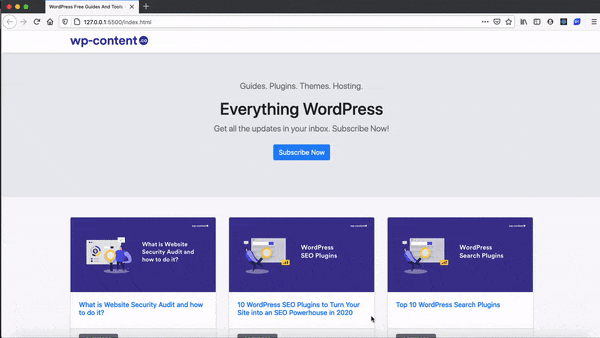 WordPress Free Guides And Tools
127.0.0.1:5500/index.html
wp-content.co
Guides. Plugins. Themes. Hosting.
Everything WordPress
Get all the updates in your inbox. Subscribe Now!
Subscribe Now
wp-content
What is Website
Security Audit and
how to do it?
What is Website Security Audit and how
to do it?
wp-content
WordPress
SEO Plugins
10 WordPress SEO Plugins to Turn Your
Site into an SEO Powerhouse in 2020
wp-content
WordPress
Search Plugins
Top 10 WordPress Search Plugins